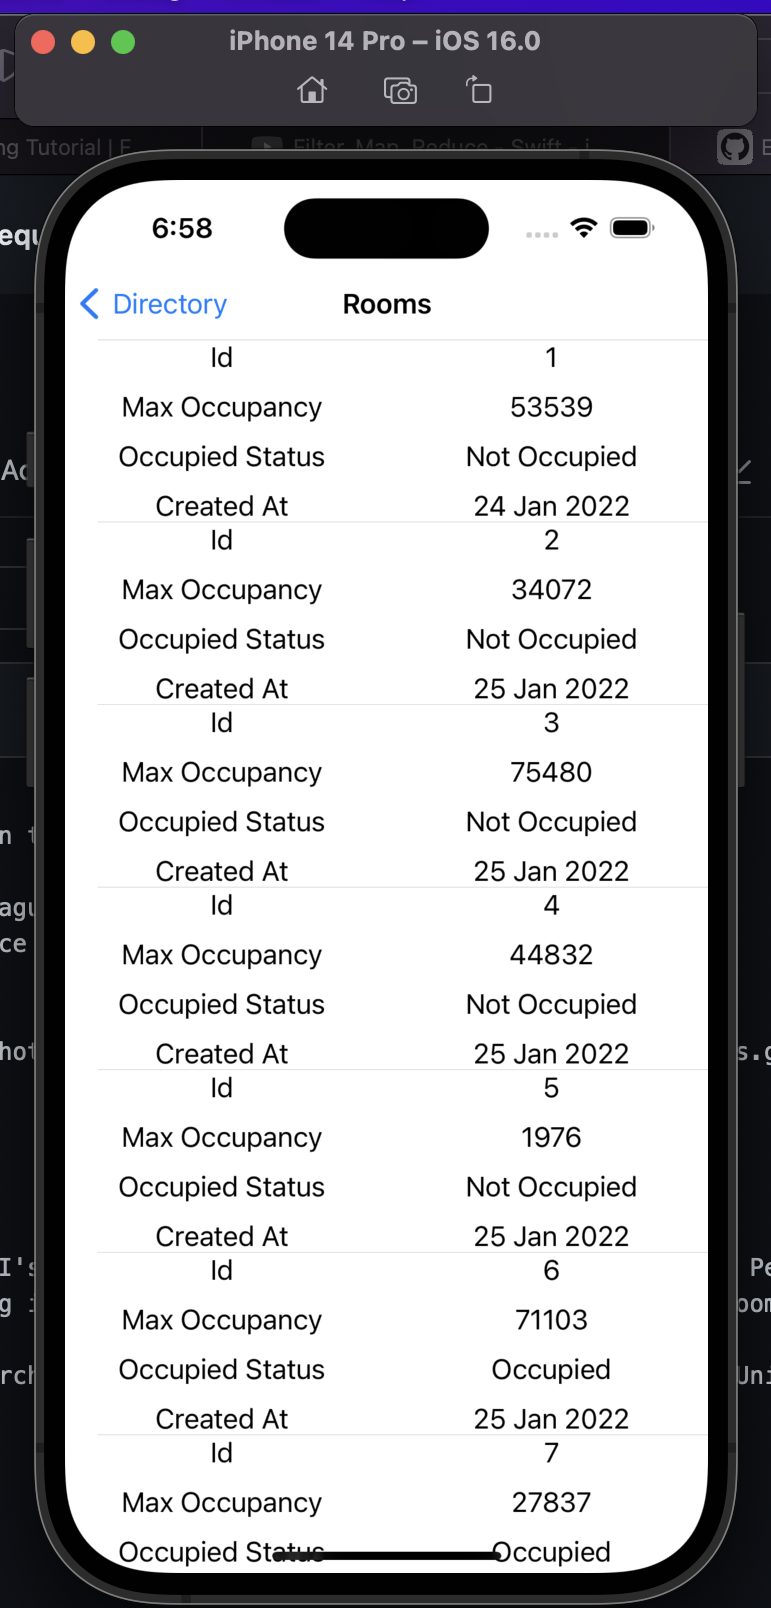 iPhone 14 Pro – iOS 16.0
ng Tutorial | F
Filter, Map, Reduce - Swift - i
6:58
Directory
Rooms
Id 1
Max Occupancy 53539
Occupied Status Not Occupied
Created At 24 Jan 2022
Id 2
Max Occupancy 34072
Occupied Status Not Occupied
Created At 25 Jan 2022
Id 3
Max Occupancy 75480
Occupied Status Not Occupied
Created At 25 Jan 2022
Id 4
Max Occupancy 44832
Occupied Status Not Occupied
Created At 25 Jan 2022
Id 5
Max Occupancy 1976
Occupied Status Not Occupied
Created At 25 Jan 2022
Id 6
Max Occupancy 71103
Occupied Status Occupied
Created At 25 Jan 2022
Id 7
Max Occupancy 27837
Occupied Status Occupied